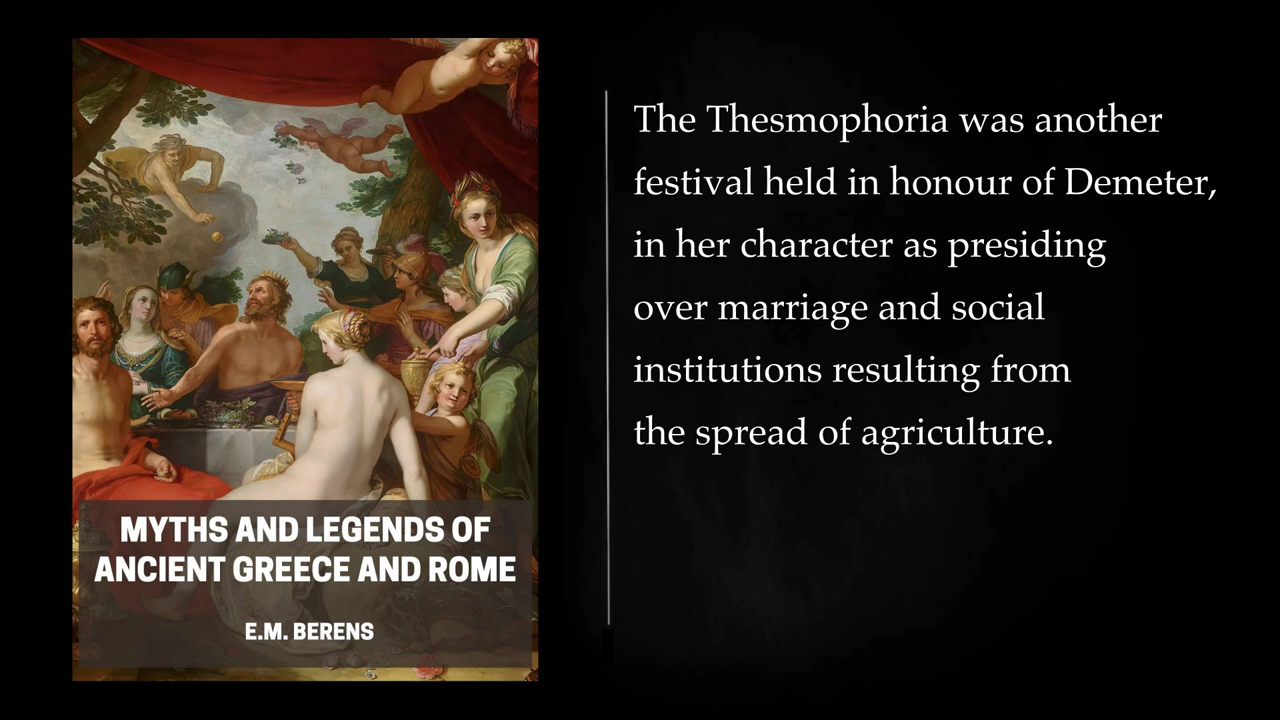 MYTHS AND LEGENDS OF
ANCIENT GREECE AND ROME
E.M. BERENS
The Thesmophoria was another
festival held in honour of Demeter,
in her character as presiding
over marriage and social
institutions resulting from
the spread of agriculture.